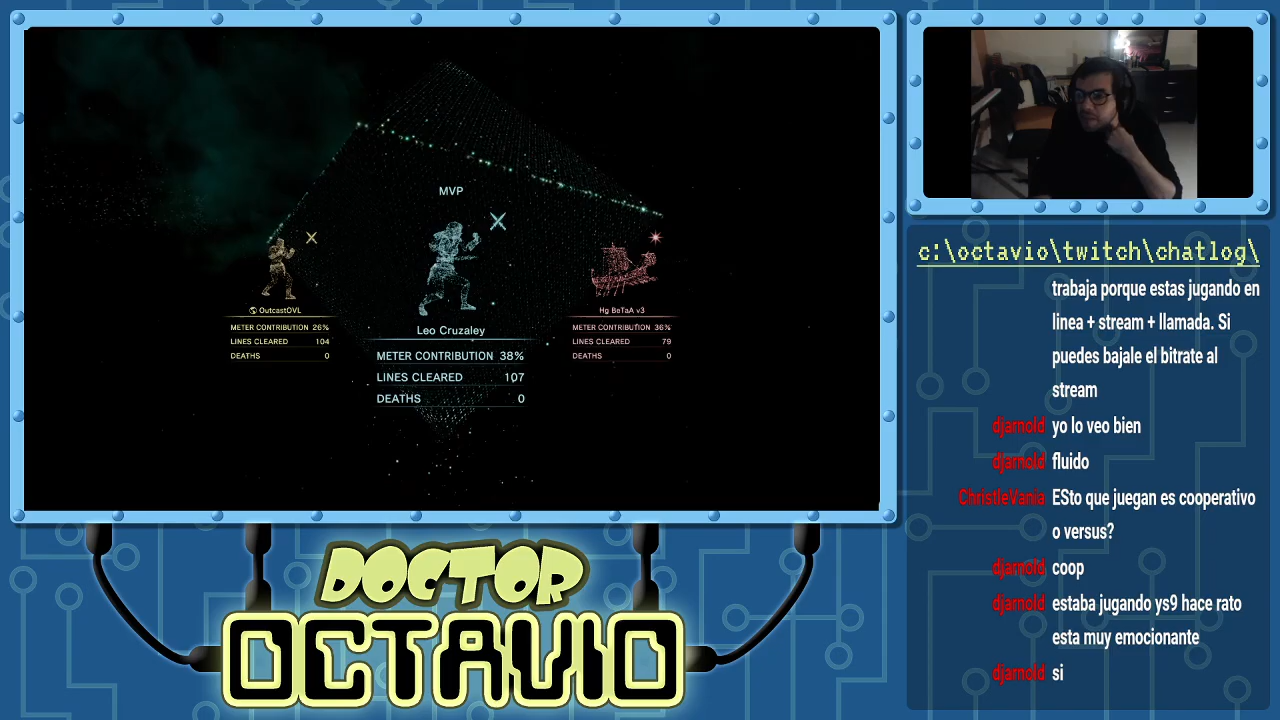 MVP
OutcastOVL
METER CONTRIBUTION 26%
LINES CLEARED 104
DEATHS 0
Leo Cruzaley
METER CONTRIBUTION 38%
LINES CLEARED 107
DEATHS 0
Hg BeTaA v3
METER CONTRIBUTION 36%
LINES CLEARED 79
DEATHS 0
DOCTOR
OCTAVIO
c:\octavio\twitch\chatlog\
trabaja porque estas jugando en
linea + stream + llamada. Si
puedes bajale el bitrate al
stream
djarnold yo lo veo bien
djarnold fluido
ChristleVania ESto que juegan es cooperativo
o versus?
djarnold coop
djarnold estaba jugando ys9 hace rato
esta muy emocionante
djarnold si